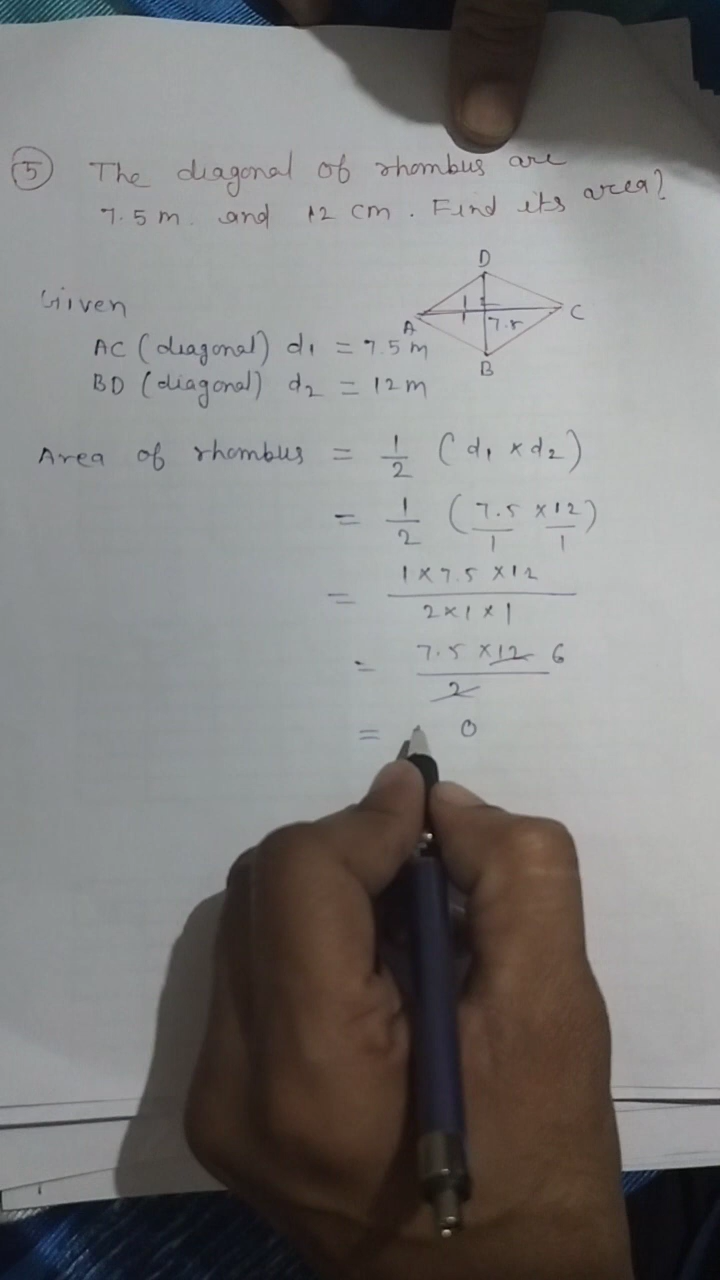 5 The diagonal of rhombus are
7.5 m. and 12 cm. Find its area?
Given
D
A
C
7.5
B
AC (diagonal) d₁ = 7.5 m
BD (diagonal) d₂ = 12 m
Area of rhombus = 1/2 (d₁ × d₂)
= 1/2 (7.5/1 × 12/1)
= 1 × 7.5 × 12 / 2 × 1 × 1
= 7.5 × 12 6 / 2
= 0